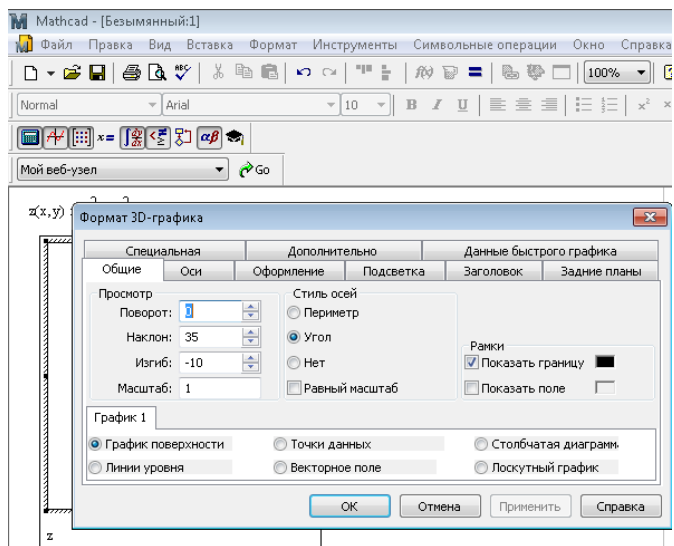 Mathcad - [Безымянный:1]
Файл Правка Вид Вставка Формат Инструменты Символьные операции Окно Справка
100%
Normal Arial 10 B I U
Мой веб-узел Go
z(x,y) :
Формат 3D-графика
Специальная Дополнительно Данные быстрого графика
Общие Оси Оформление Подсветка Заголовок Задние планы
Просмотр Стиль осей
Поворот: 0 Периметр
Наклон: 35 Угол Рамки
Изгиб: -10 Нет Показать границу
Масштаб: 1 Равный масштаб Показать поле
График 1
График поверхности Точки данных Столбчатая диаграмм
Линии уровня Векторное поле Лоскутный график
OK Отмена Применить Справка
z